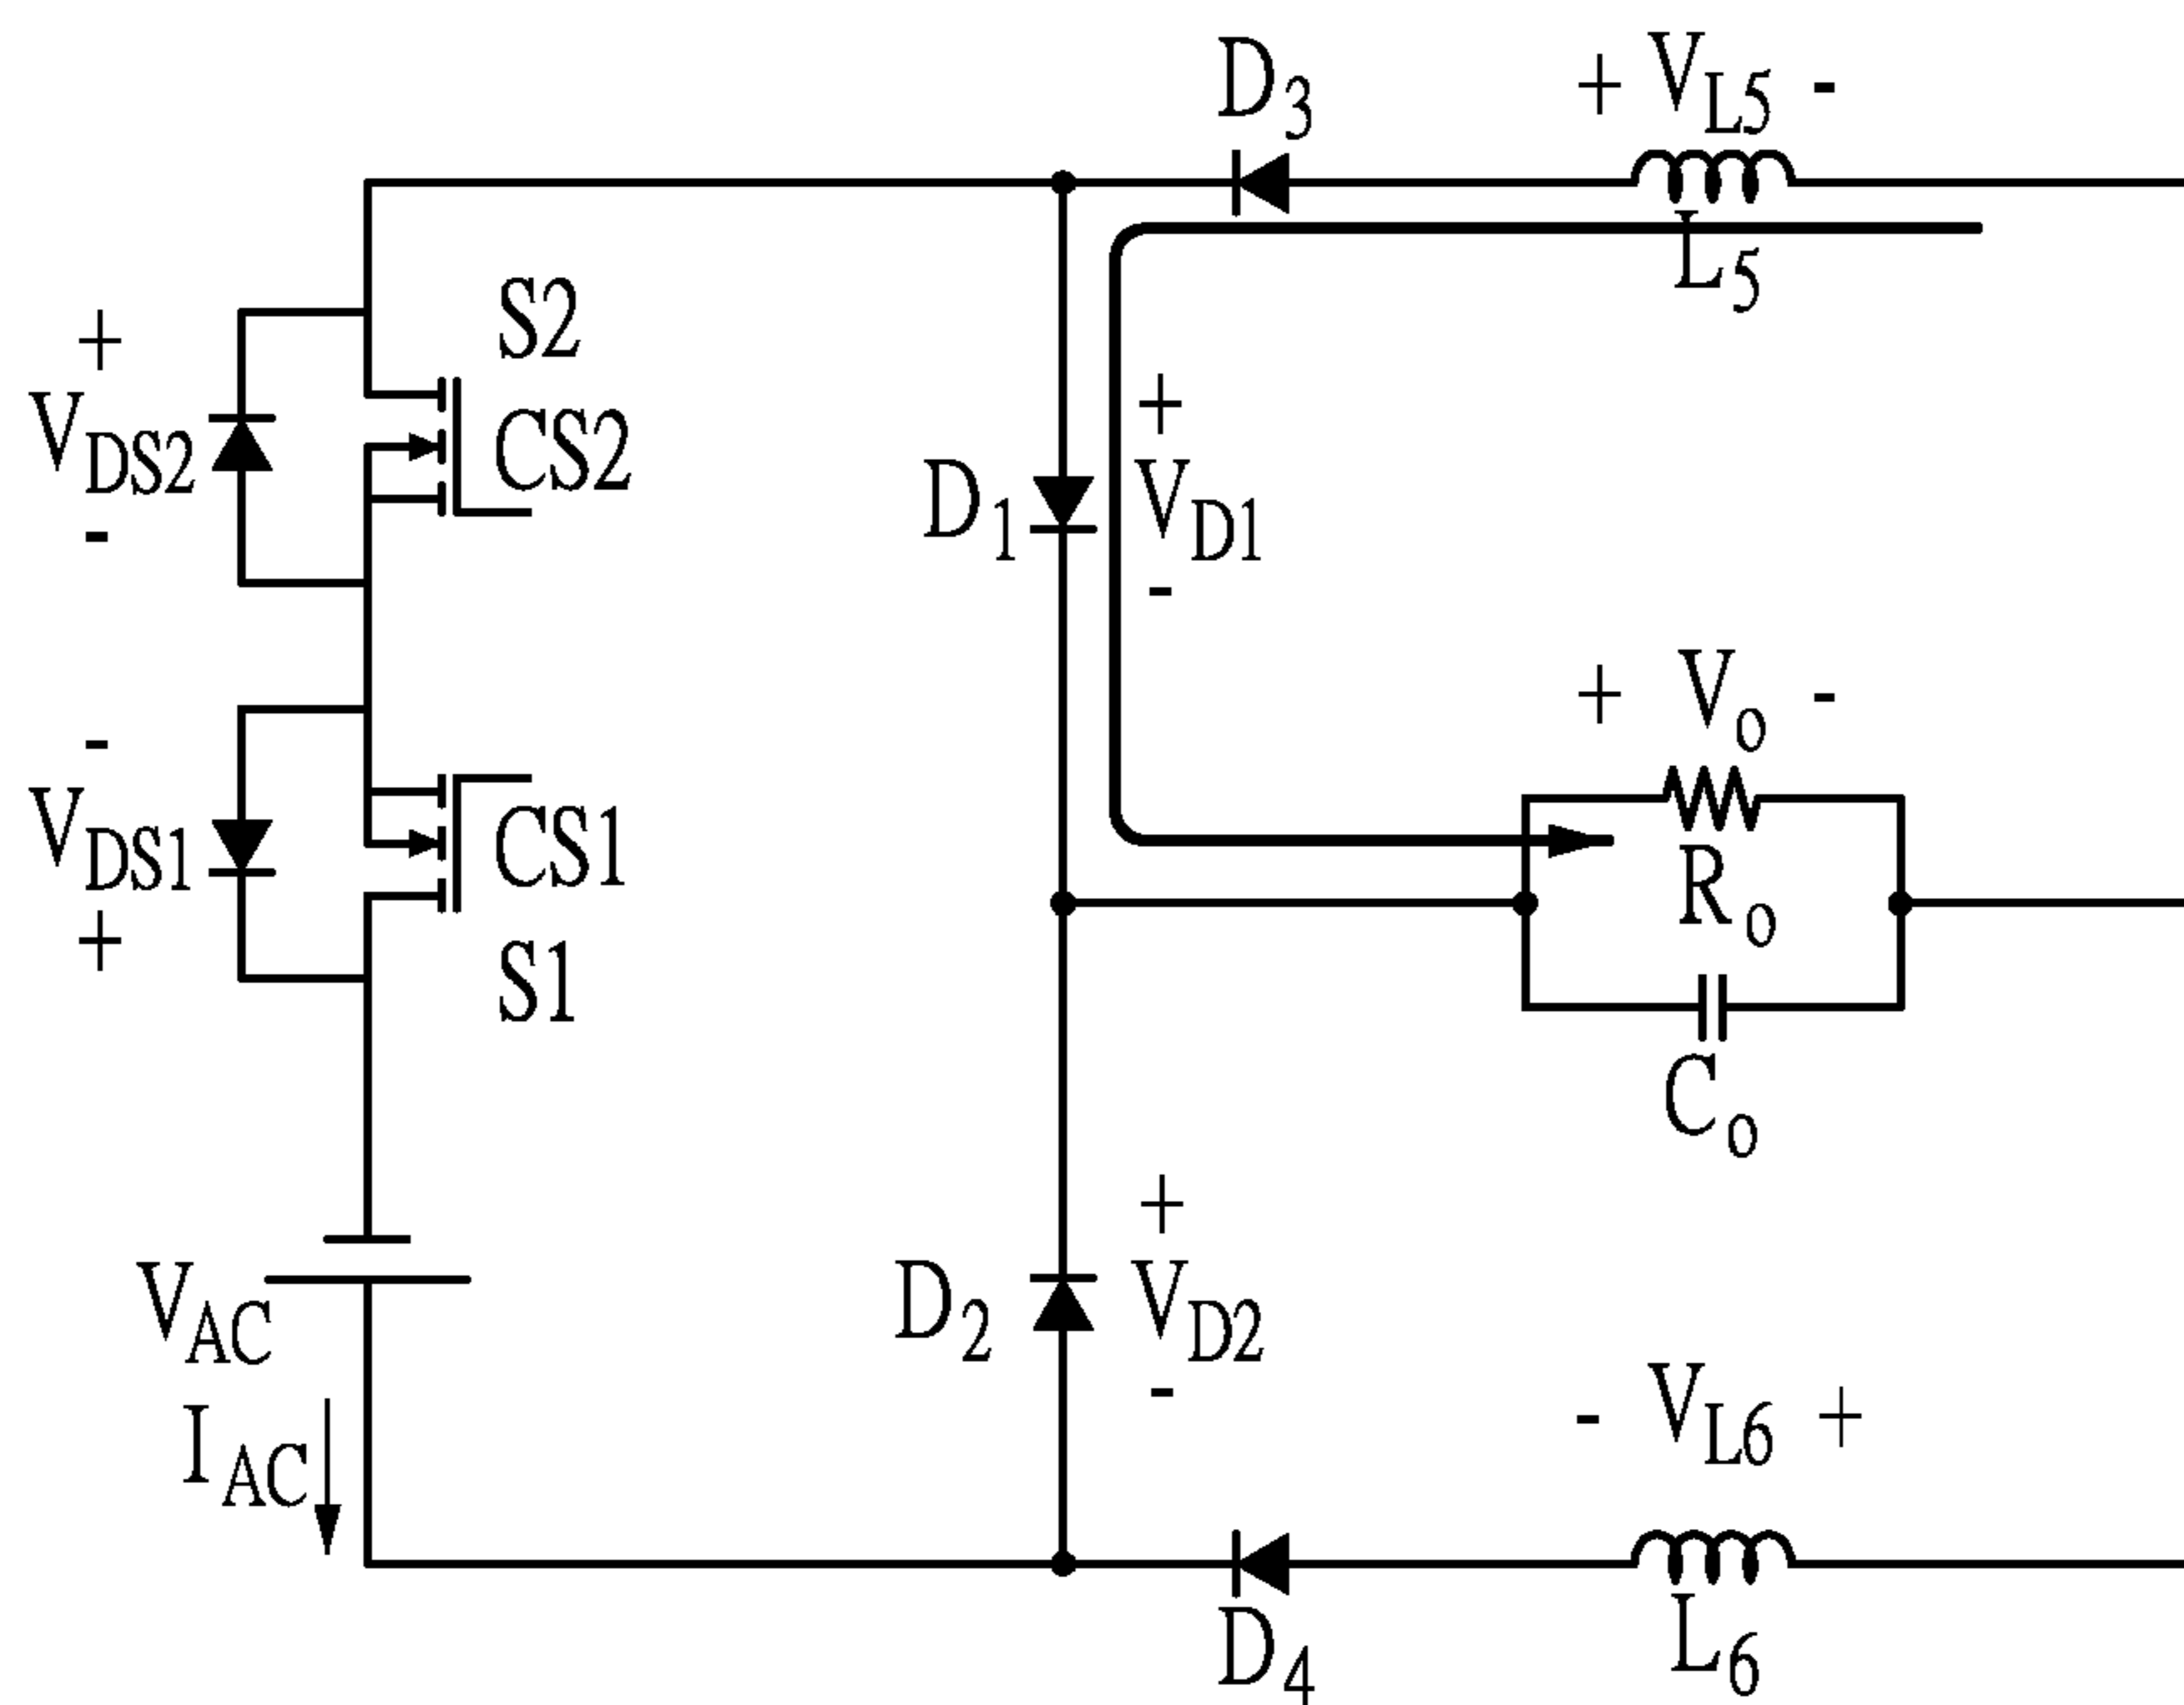 D3
+ VL5 -
L5
S2
+
VDS2
-
CS2
D1
+
VD1
-
+ Vo -
Ro
Co
-
VDS1
+
CS1
S1
D2
+
VD2
-
VAC
IAC
- VL6 +
L6
D4